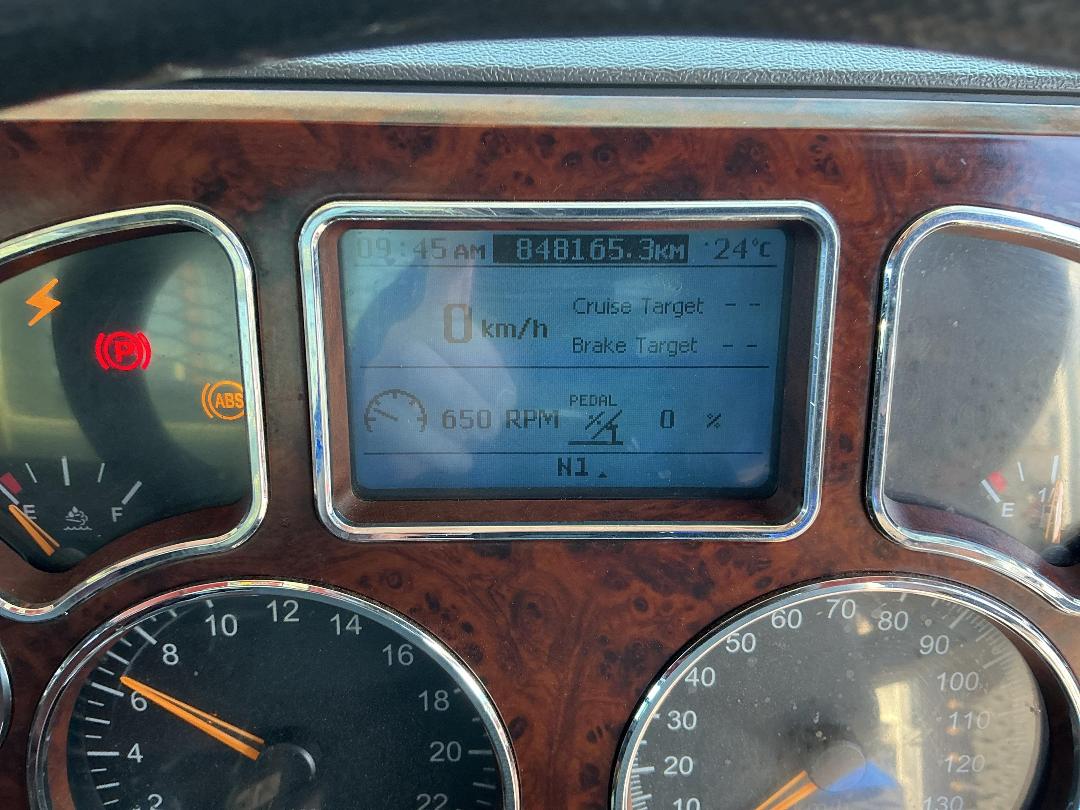 09:45 AM 848165.3KM 24°C
0 km/h
Cruise Target - -
Brake Target - -
P
ABS
650 RPM
PEDAL
0 %
N1
E F
E 1/2
2 4 6 8 10 12 14 16 18 20 22
10 20 30 40 50 60 70 80 90 100 110 120 130